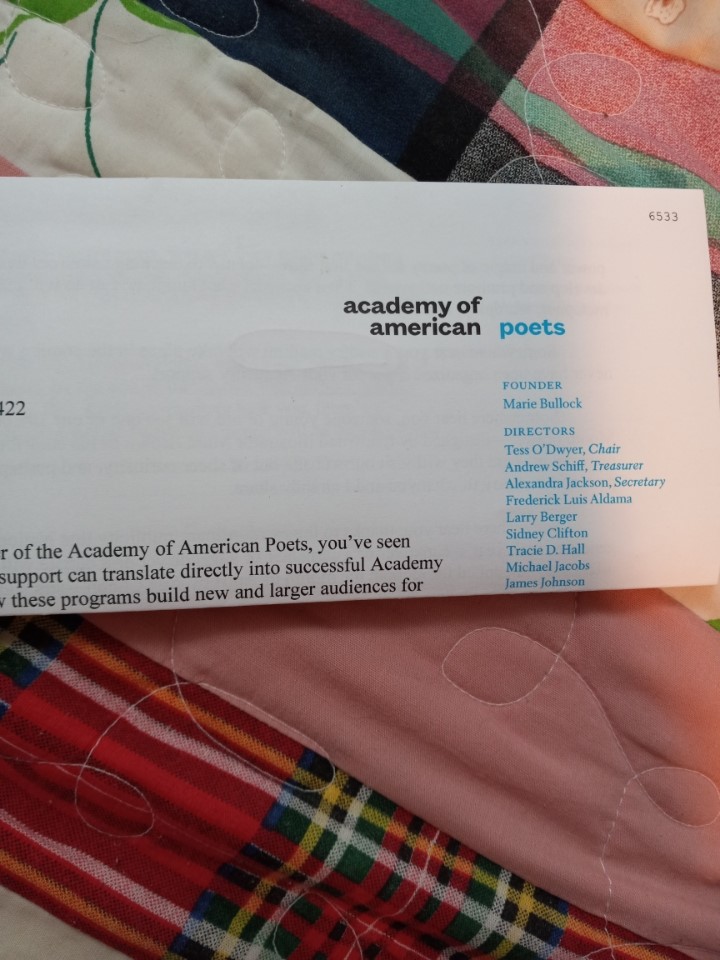 6533
academy of
american poets
422
FOUNDER
Marie Bullock
DIRECTORS
Tess O'Dwyer, Chair
Andrew Schiff, Treasurer
Alexandra Jackson, Secretary
Frederick Luis Aldama
Larry Berger
Sidney Clifton
Tracie D. Hall
Michael Jacobs
James Johnson
r of the Academy of American Poets, you've seen
support can translate directly into successful Academy
these programs build new and larger audiences for